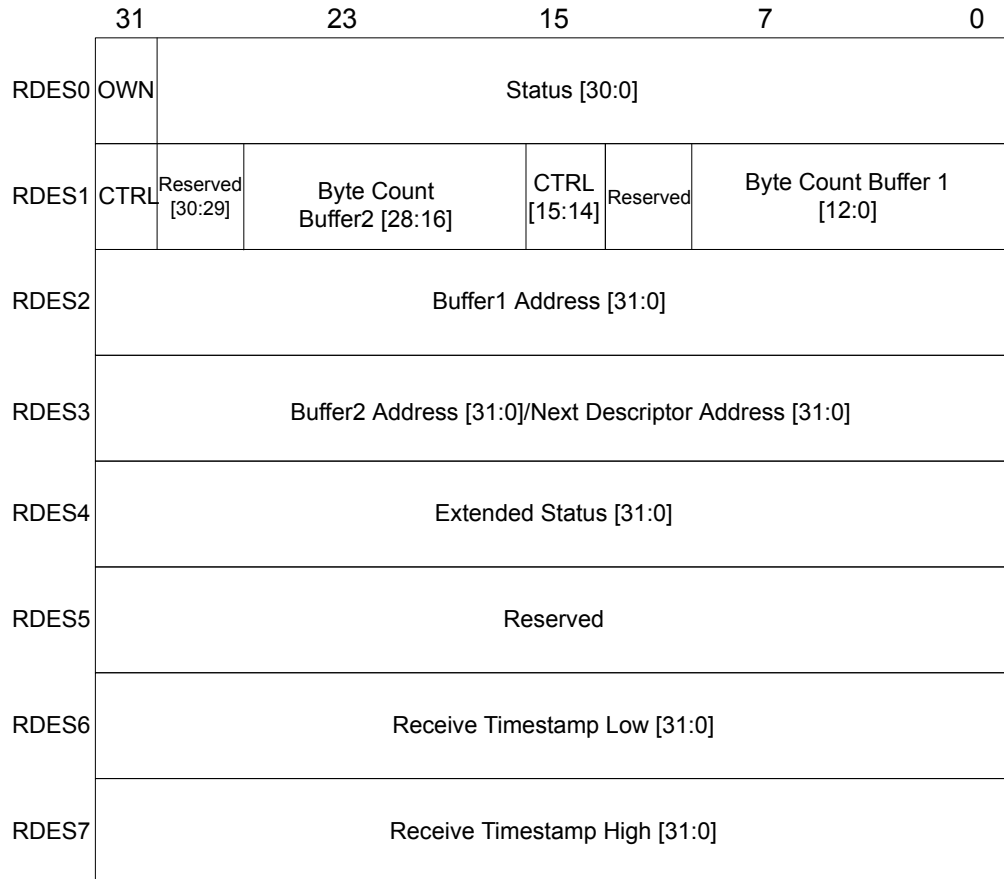 31 23 15 7 0
RDES0 OWN Status [30:0]
RDES1 CTRL Reserved [30:29] Byte Count Buffer2 [28:16] CTRL [15:14] Reserved Byte Count Buffer 1 [12:0]
RDES2 Buffer1 Address [31:0]
RDES3 Buffer2 Address [31:0]/Next Descriptor Address [31:0]
RDES4 Extended Status [31:0]
RDES5 Reserved
RDES6 Receive Timestamp Low [31:0]
RDES7 Receive Timestamp High [31:0]